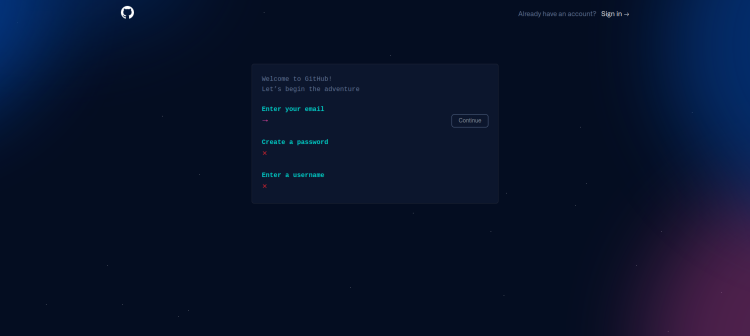 Already have an account? Sign in →
Welcome to GitHub!
Let's begin the adventure
Enter your email
→ Continue
Create a password
×
Enter a username
×